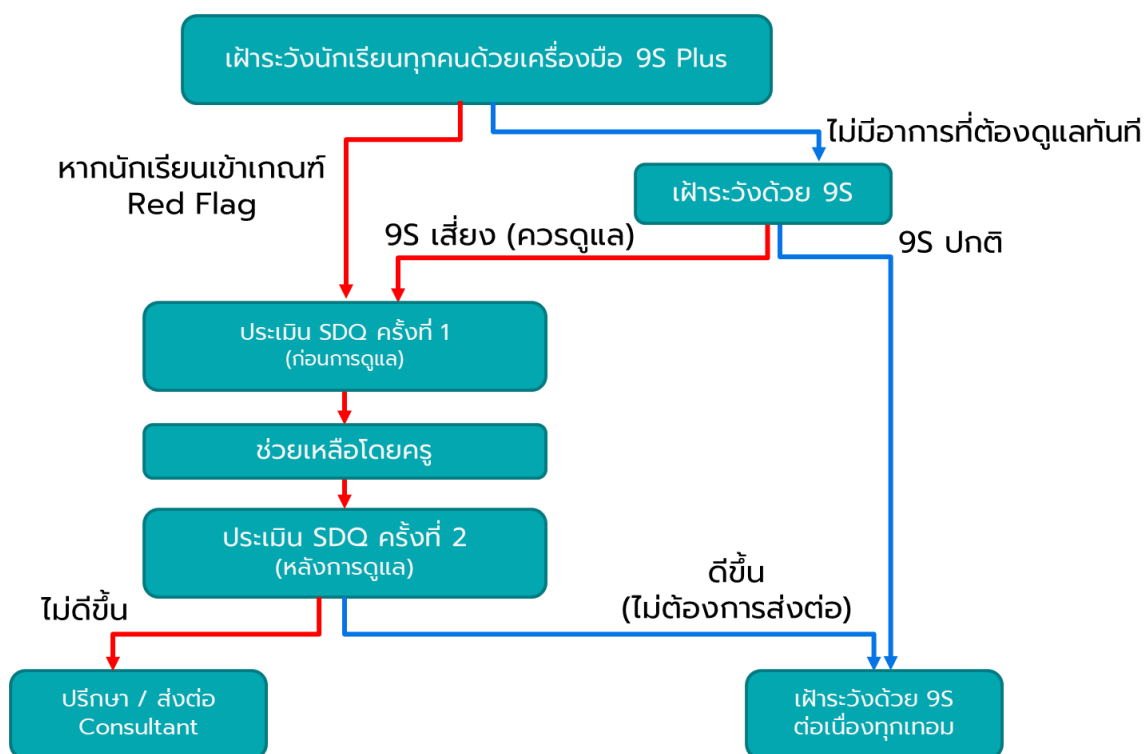 เฝ้าระวังนักเรียนทุกคนด้วยเครื่องมือ 9S Plus
ไม่มีอาการที่ต้องดูแลทันที
หากนักเรียนเข้าเกณฑ์
Red Flag
เฝ้าระวังด้วย 9S
9S เสี่ยง (ควรดูแล)
9S ปกติ
ประเมิน SDQ ครั้งที่ 1
(ก่อนการดูแล)
ช่วยเหลือโดยครู
ประเมิน SDQ ครั้งที่ 2
(หลังการดูแล)
ไม่ดีขึ้น
ดีขึ้น
(ไม่ต้องการส่งต่อ)
ปรึกษา / ส่งต่อ
Consultant
เฝ้าระวังด้วย 9S
ต่อเนื่องทุกเทอม